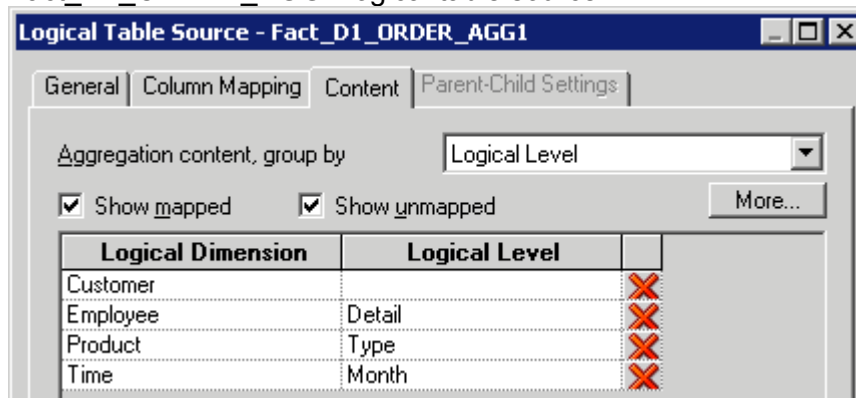 Logical Table Source - Fact_D1_ORDER_AGG1
General Column Mapping Content Parent-Child Settings
Aggregation content, group by Logical Level
Show mapped Show unmapped More...
Logical Dimension Logical Level
Customer
Employee Detail
Product Type
Time Month